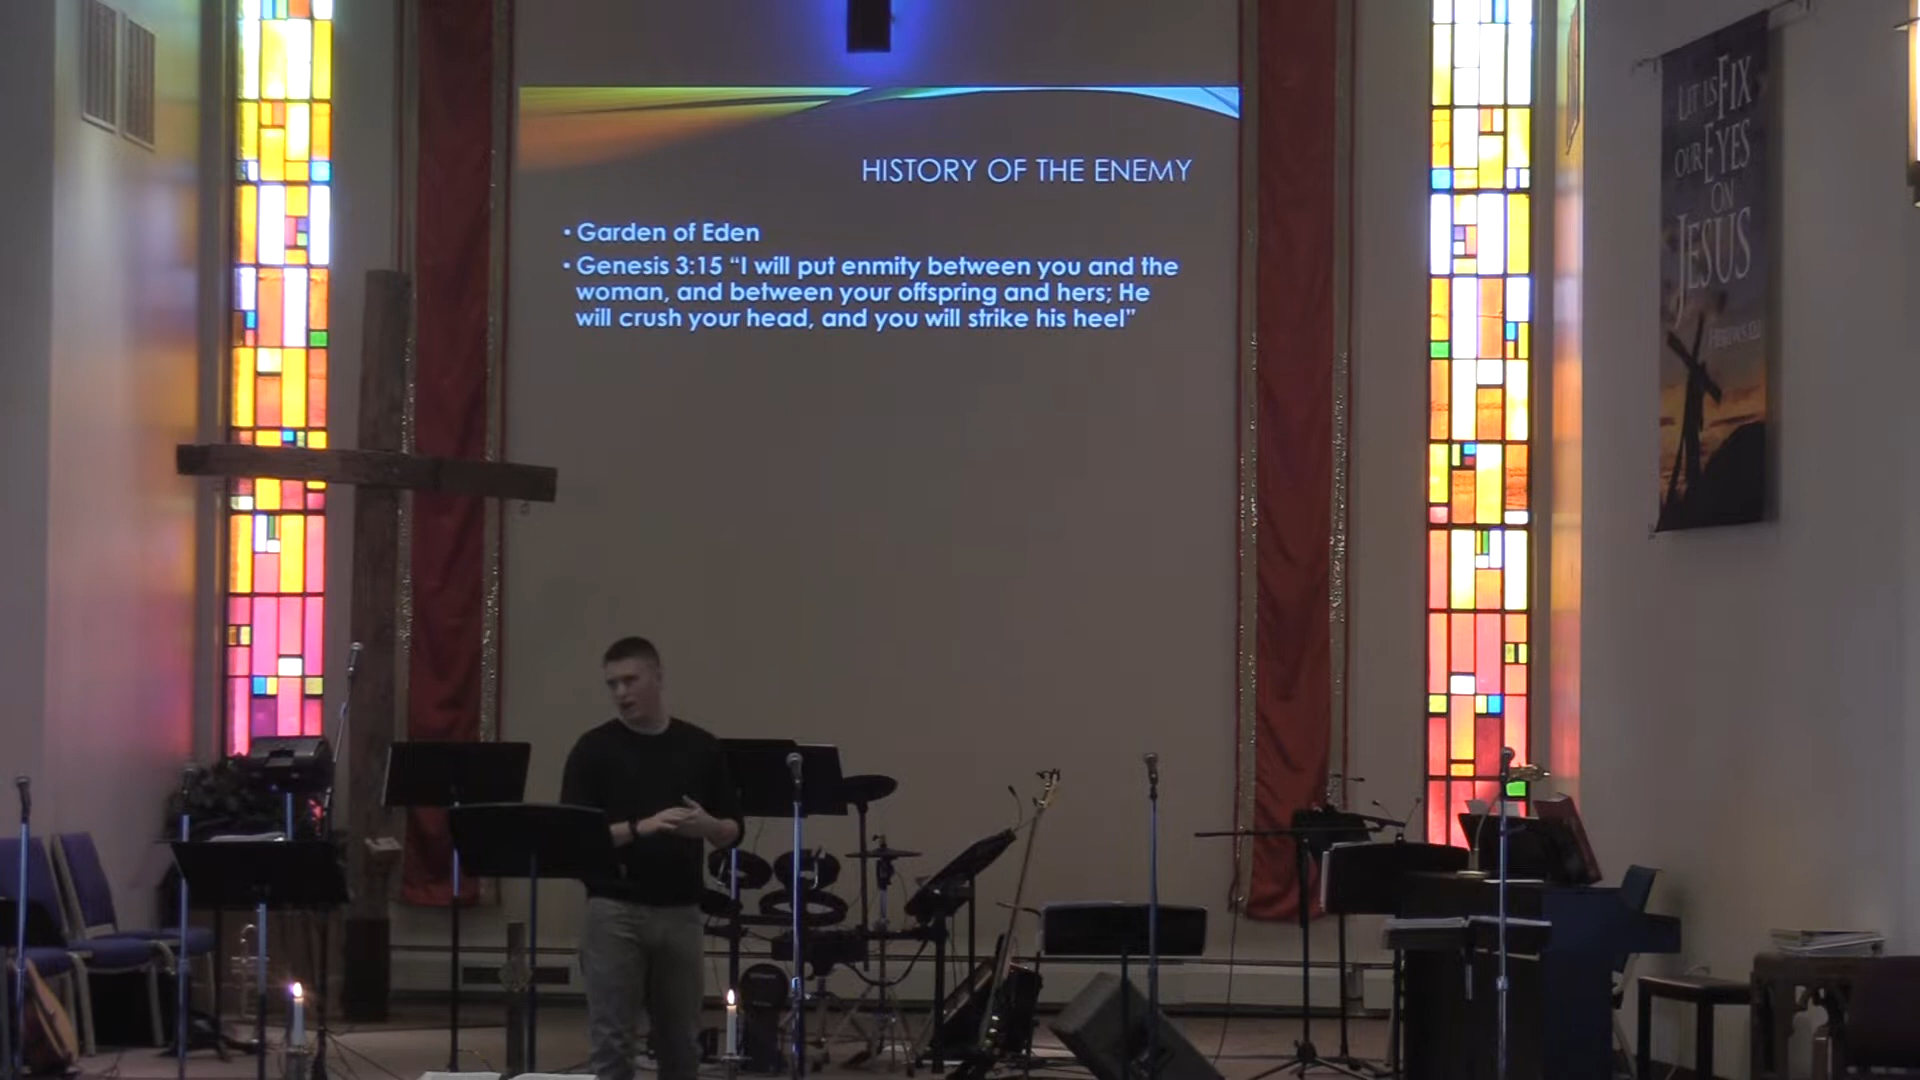 HISTORY OF THE ENEMY
• Garden of Eden
• Genesis 3:15 “I will put enmity between you and the
woman, and between your offspring and hers; He
will crush your head, and you will strike his heel”
LET US FIX
OUR EYES
ON
JESUS